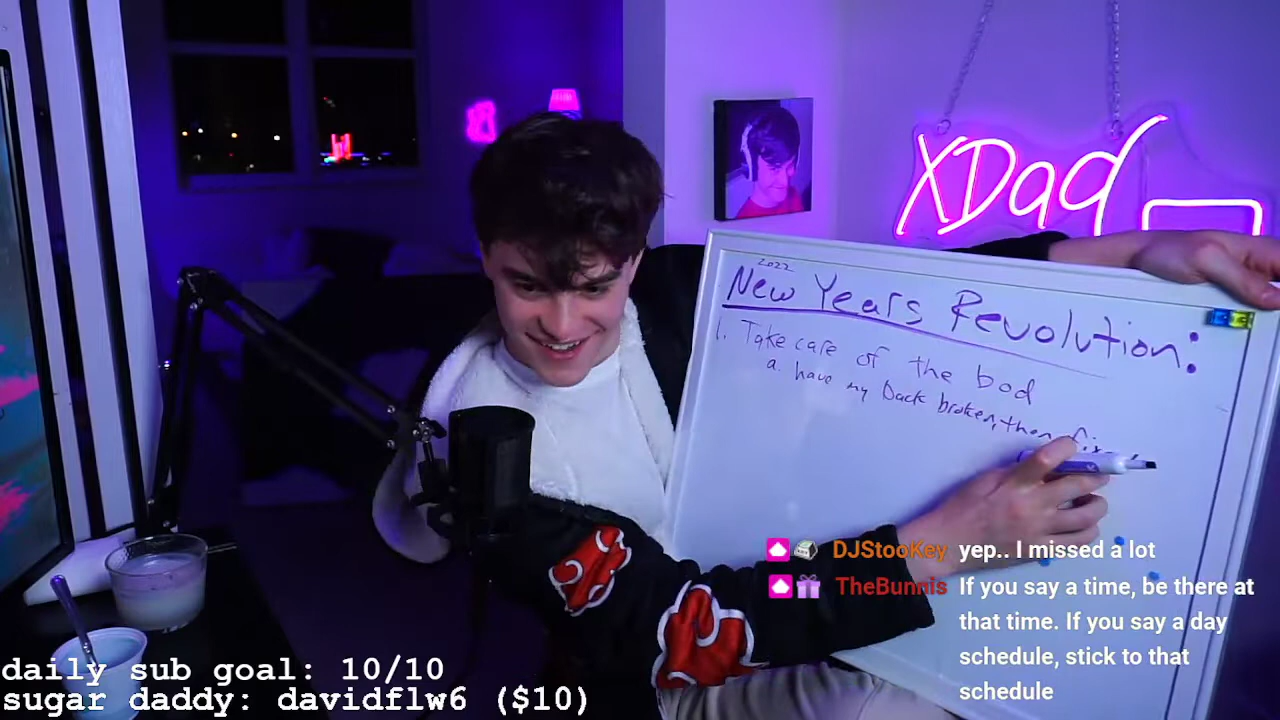 XDad
2022
New Years Revolution:
1. Take care of the bod
a. have my back broken, then
DJStooKey yep.. I missed a lot
TheBunnis If you say a time, be there at
that time. If you say a day
schedule, stick to that
schedule
daily sub goal: 10/10
sugar daddy: davidflw6 ($10)